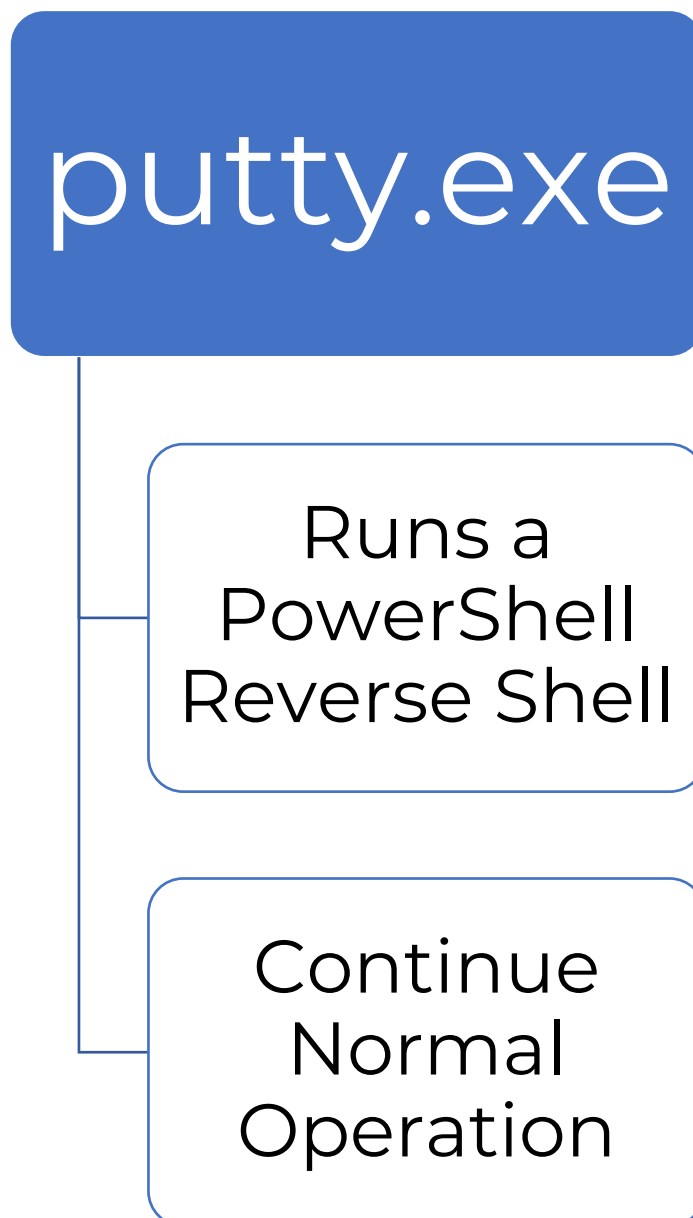 putty.exe
Runs a
PowerShell
Reverse Shell
Continue
Normal
Operation